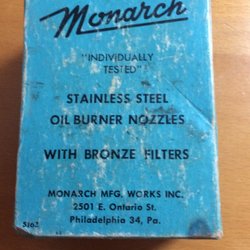 Monarch
"INDIVIDUALLY
TESTED"
STAINLESS STEEL
OIL BURNER NOZZLES
WITH BRONZE FILTERS
MONARCH MFG. WORKS INC.
2501 E. Ontario St.
Philadelphia 34, Pa.